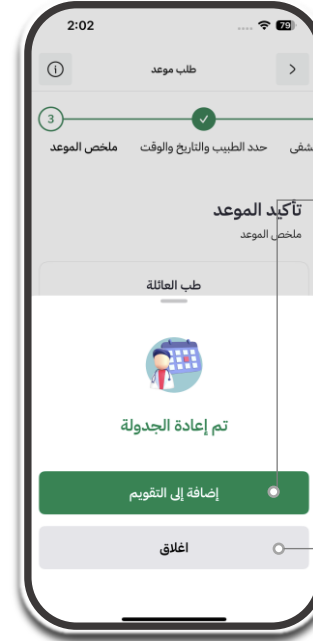 2:02
79
طلب موعد
حدد الطبيب والتاريخ والوقت
3
ملخص الموعد
تأكيد الموعد
ملخص الموعد
طب العائلة
تم إعادة الجدولة
إضافة إلى التقويم
اغلاق